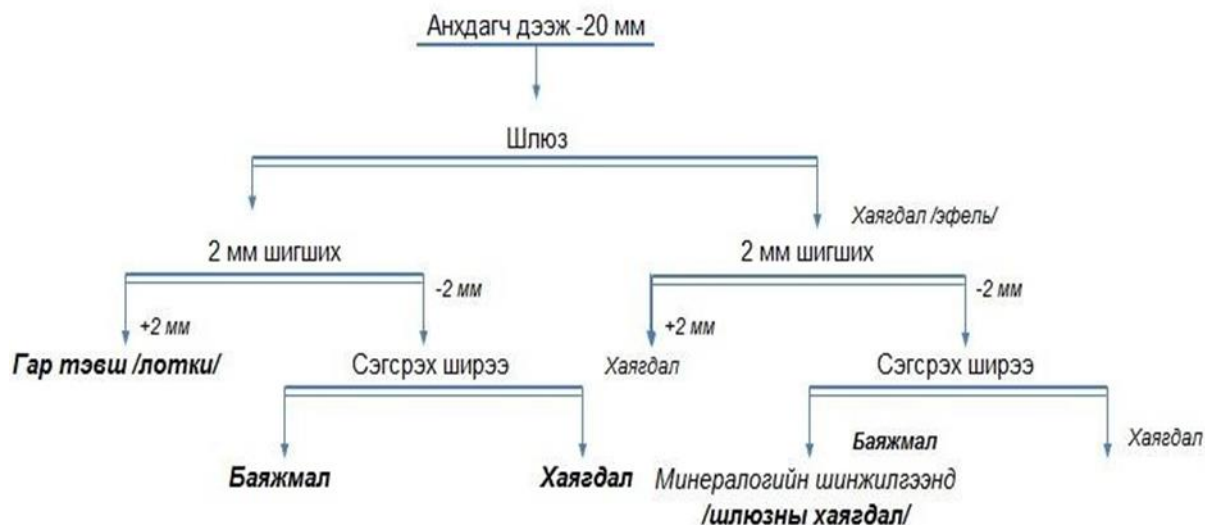 Анхдагч дээж -20 мм
Шлюз
Хаягдал /эфель/
2 мм шигших
2 мм шигших
-2 мм
-2 мм
+2 мм
+2 мм
Гар тэвш /лотки/
Сэгсрэх ширээ
Хаягдал
Сэгсрэх ширээ
Баяжмал
Хаягдал
Баяжмал
Хаягдал
Минералогийн шинжилгээнд
/шлюзны хаягдал/